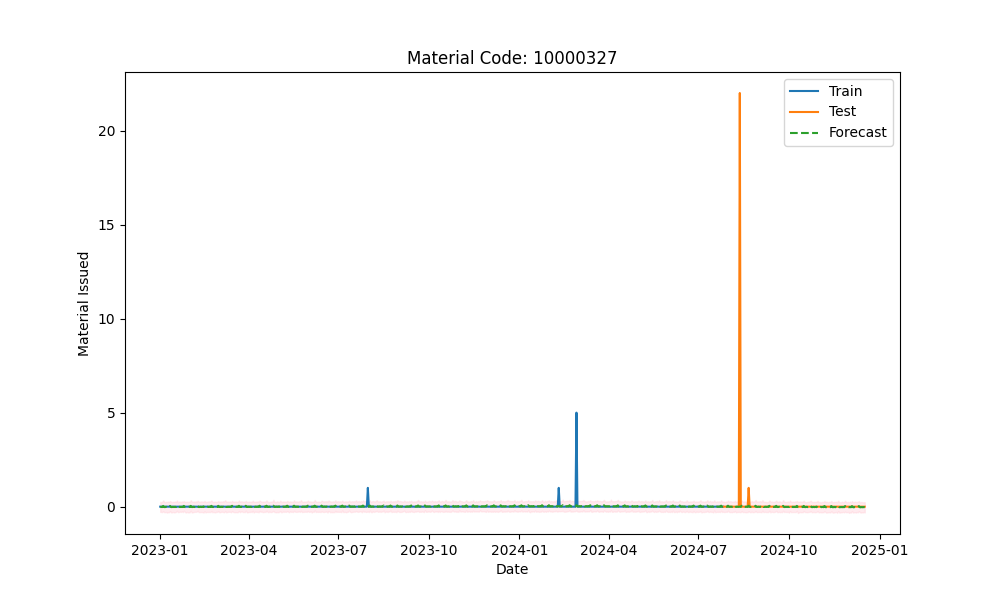 Material Code: 10000327
Train
Test
Forecast
Material Issued
20
15
10
5
0
2023-01 2023-04 2023-07 2023-10 2024-01 2024-04 2024-07 2024-10 2025-01
Date